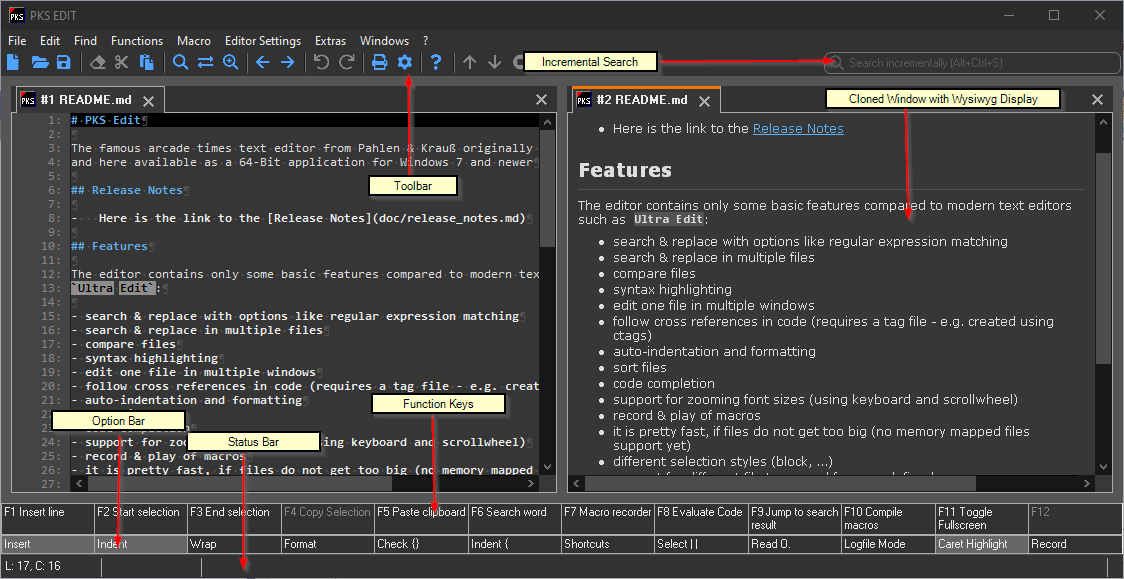 PKS PKS EDIT
File Edit Find Functions Macro Editor Settings Extras Windows ?
Incremental Search
Search incrementally (Alt+Ctrl+S)
PKS #1 README.md
1: # PKS Edit¶
2: ¶
3: The famous arcade times text editor from Pahlen & Krauß originally
4: and here available as a 64-Bit application for Windows 7 and newer
5: ¶
6: ## Release Notes¶
7: ¶
8: - Here is the link to the [Release Notes](doc/release_notes.md)
9: ¶
10: ## Features¶
11: ¶
12: The editor contains only some basic features compared to modern tex
13: `Ultra Edit`:¶
14: ¶
15: - search & replace with options like regular expression matching¶
16: - search & replace in multiple files¶
17: - compare files¶
18: - syntax highlighting¶
19: - edit one file in multiple windows¶
20: - follow cross references in code (requires a tag file - e.g. creat
21: - auto-indentation and formatting¶
24: - support for zoo
ing keyboard and scrollwheel)
25: - record & play of macros
26: - it is pretty fast, if files do not get too big (no memory mapped
27:
Toolbar
Function Keys
Option Bar
Status Bar
PKS #2 README.md
Cloned Window with Wysiwyg Display
• Here is the link to the Release Notes
Features
The editor contains only some basic features compared to modern text editors
such as Ultra Edit:
• search & replace with options like regular expression matching
• search & replace in multiple files
• compare files
• syntax highlighting
• edit one file in multiple windows
• follow cross references in code (requires a tag file - e.g. created using
ctags)
• auto-indentation and formatting
• sort files
• code completion
• support for zooming font sizes (using keyboard and scrollwheel)
• record & play of macros
• it is pretty fast, if files do not get too big (no memory mapped files
support yet)
• different selection styles (block, ...)
F1 Insert line F2 Start selection F3 End selection F4 Copy Selection F5 Paste clipboard F6 Search word F7 Macro recorder F8 Evaluate Code F9 Jump to search result F10 Compile macros F11 Toggle Fullscreen F12
Insert Indent Wrap Format Check {} Indent { Shortcuts Select | | Read O. Logfile Mode Caret Highlight Record
L: 17, C: 16